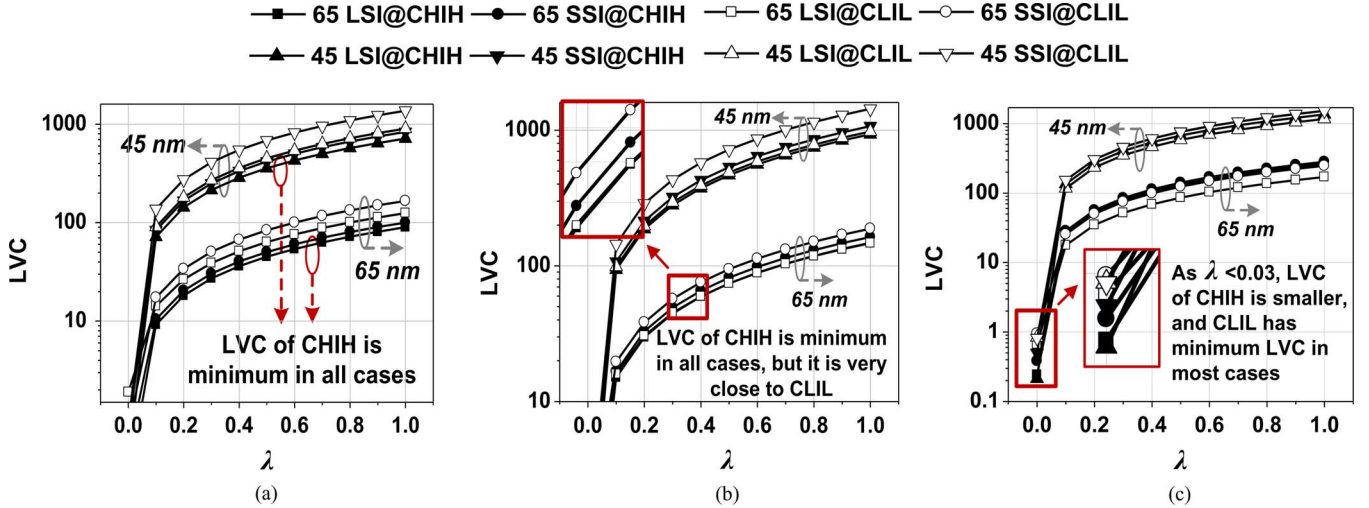 65 LSI@CHIH 65 SSI@CHIH 65 LSI@CLIL 65 SSI@CLIL
45 LSI@CHIH 45 SSI@CHIH 45 LSI@CLIL 45 SSI@CLIL
LVC
1000
100
10
45 nm
65 nm
LVC of CHIH is
minimum in all cases
0.0 0.2 0.4 0.6 0.8 1.0
λ
(a)
LVC
1000
100
10
45 nm
65 nm
LVC of CHIH is minimum
in all cases, but it is very
close to CLIL
0.0 0.2 0.4 0.6 0.8 1.0
λ
(b)
LVC
1000
100
10
1
0.1
45 nm
65 nm
As λ <0.03, LVC
of CHIH is smaller,
and CLIL has
minimum LVC in
most cases
0.0 0.2 0.4 0.6 0.8 1.0
λ
(c)